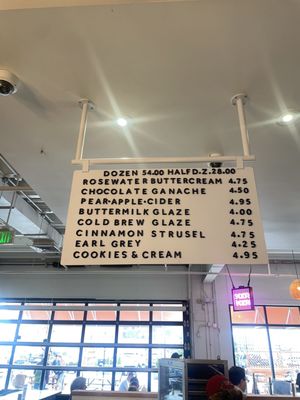 DOZEN 54.00 HALF D.Z. 28.00
ROSEWATER BUTTERCREAM 4.75
CHOCOLATE GANACHE 4.50
PEAR-APPLE-CIDER 4.95
BUTTERMILK GLAZE 4.00
COLD BREW GLAZE 4.75
CINNAMON STRUSEL 4.75
EARL GREY 4.25
COOKIES & CREAM 4.95